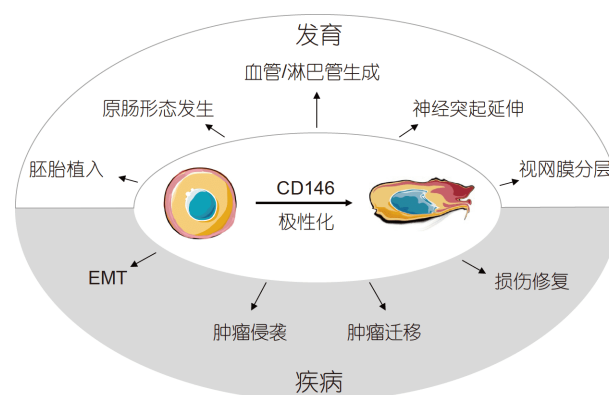 发育
血管/淋巴管生成
原肠形态发生
神经突起延伸
胚胎植入
视网膜分层
CD146
极性化
EMT
损伤修复
肿瘤侵袭
肿瘤迁移
疾病